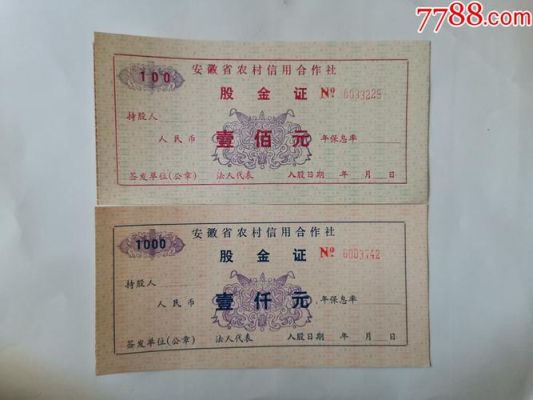 7788.com
100
安徽省农村信用合作社
股金证 № 0033225
持股人
人民币 壹佰元 年保息率
签发单位(公章) 法人代表 入股日期 年 月 日
1000
安徽省农村信用合作社
股金证 № 0003742
持股人
人民币 壹仟元 年保息率
签发单位(公章) 法人代表 入股日期 年 月 日